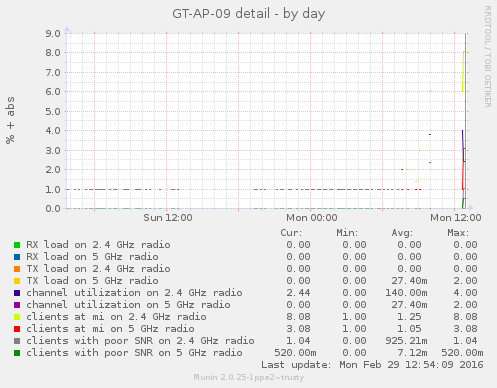 GT-AP-09 detail - by day
RRDTOOL / TOBI OETIKER
% + abs
9.0
8.0
7.0
6.0
5.0
4.0
3.0
2.0
1.0
0.0
Sun 12:00 Mon 00:00 Mon 12:00
Cur: Min: Avg: Max:
RX load on 2.4 GHz radio 0.00 0.00 0.00 0.00
RX load on 5 GHz radio 0.00 0.00 0.00 0.00
TX load on 2.4 GHz radio 0.00 0.00 0.00 0.00
TX load on 5 GHz radio 0.00 0.00 27.40m 2.00
channel utilization on 2.4 GHz radio 2.44 0.00 140.00m 4.00
channel utilization on 5 GHz radio 0.00 0.00 27.40m 2.00
clients at mi on 2.4 GHz radio 8.08 1.00 1.25 8.08
clients at mi on 5 GHz radio 3.08 1.00 1.05 3.08
clients with poor SNR on 2.4 GHz radio 1.04 0.00 925.21m 1.04
clients with poor SNR on 5 GHz radio 520.00m 0.00 7.12m 520.00m
Last update: Mon Feb 29 12:54:09 2016
Munin 2.0.25-1ppa2~trusty